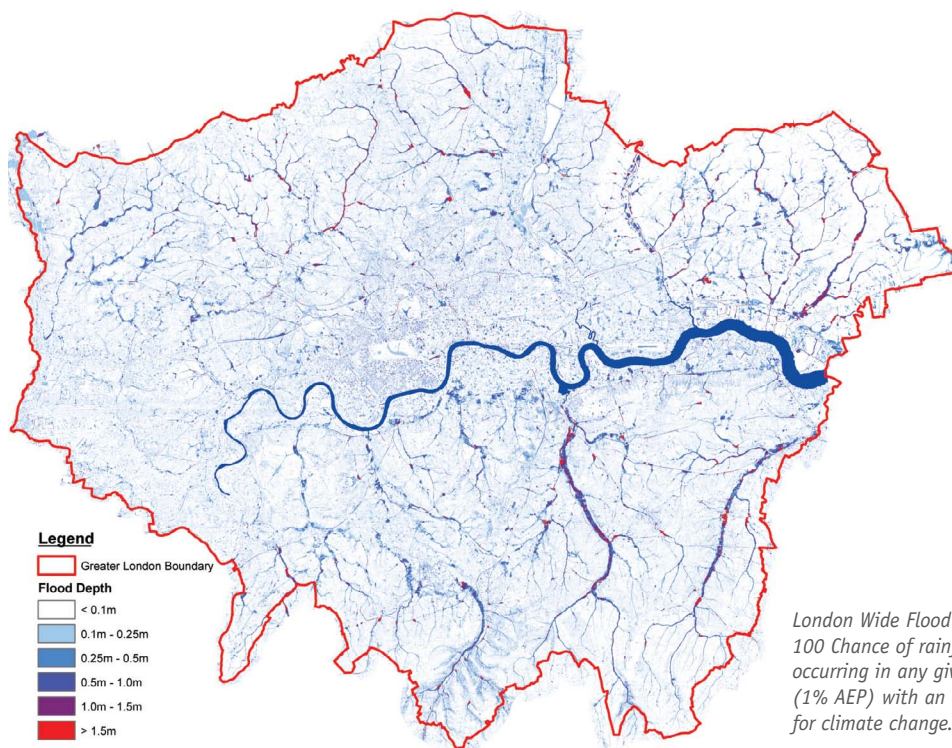 Legend
Greater London Boundary
Flood Depth
< 0.1m
0.1m - 0.25m
0.25m - 0.5m
0.5m - 1.0m
1.0m - 1.5m
> 1.5m
London Wide Flood
100 Chance of
occurring in any
(1% AEP) with an
for climate change.